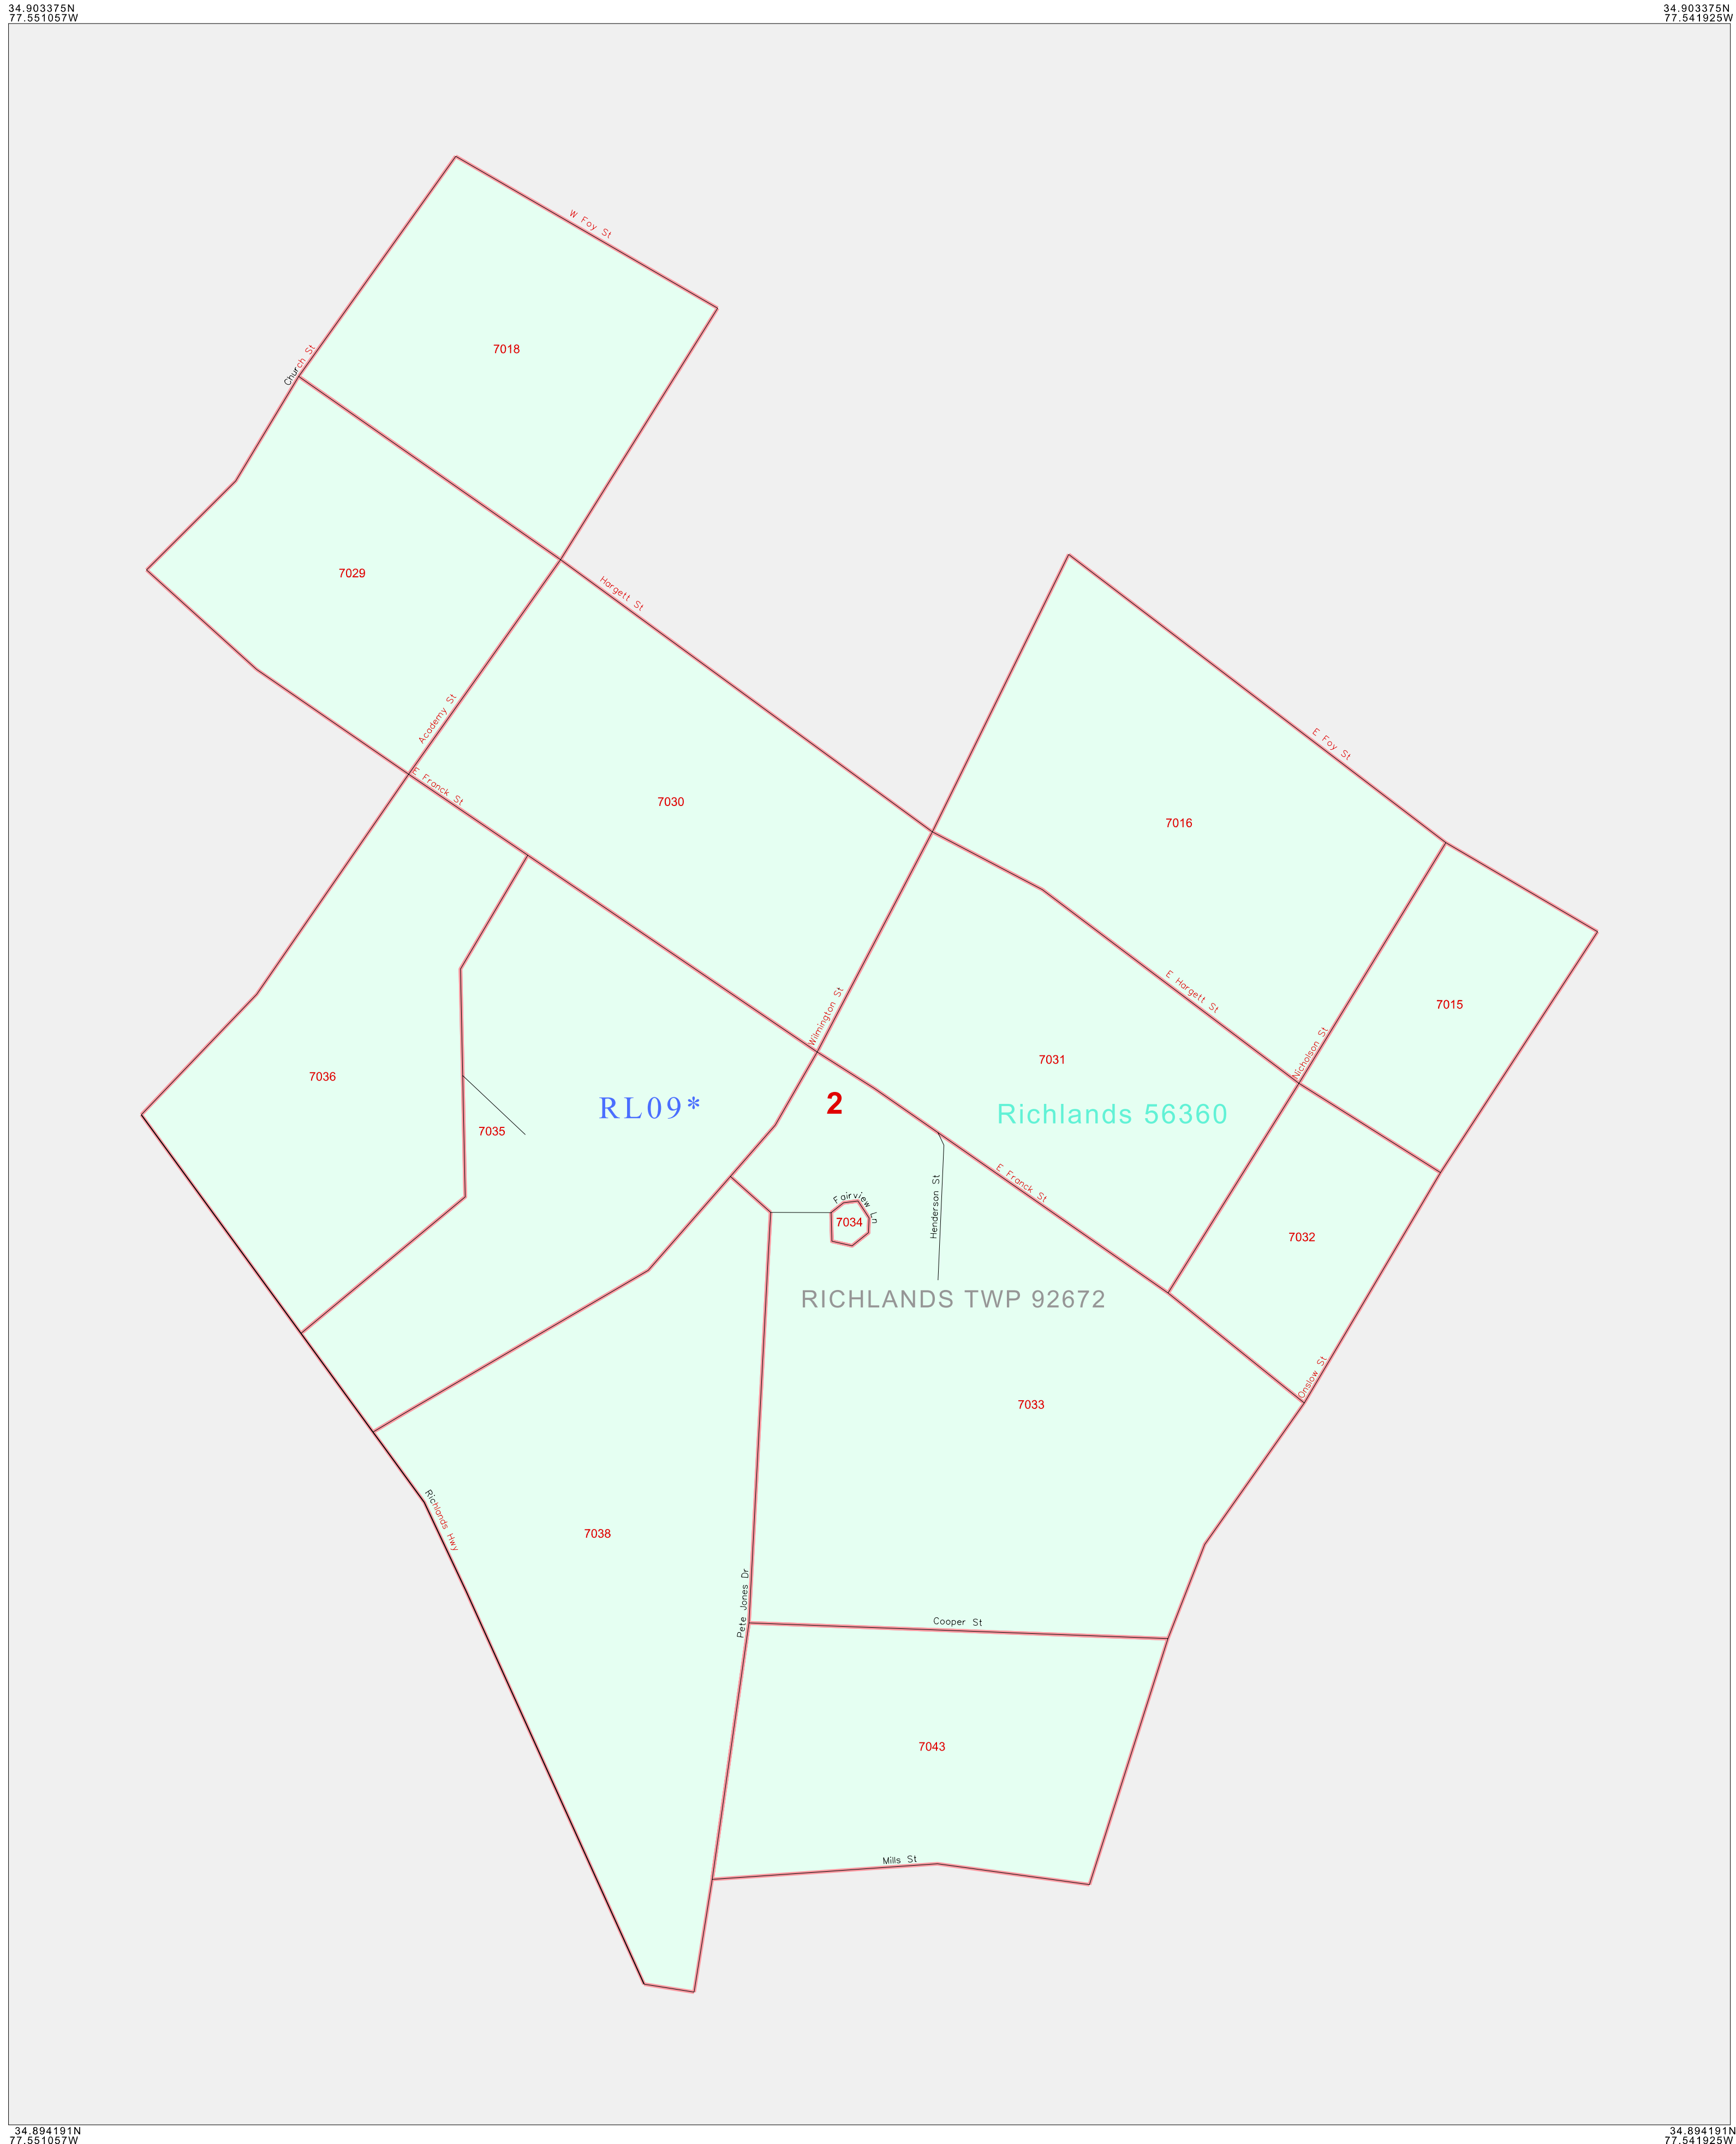 34.903375N
77.551057W
34.903375N
77.541925W
W Foy St
7018
Church St
7029
Hargett St
Academy St
E Franck St
7030
E Foy St
7016
E Hargett St
7015
Nicholson St
Wilmington St
7031
7036
RL09*
2
Richlands 56360
7035
Fairview Ln
7034
Henderson St
E Franck St
7032
RICHLANDS TWP 92672
Onslow St
7033
Richlands Hwy
7038
Pete Jones Dr
Cooper St
7043
Mills St
34.894191N
77.551057W
34.894191N
77.541925W